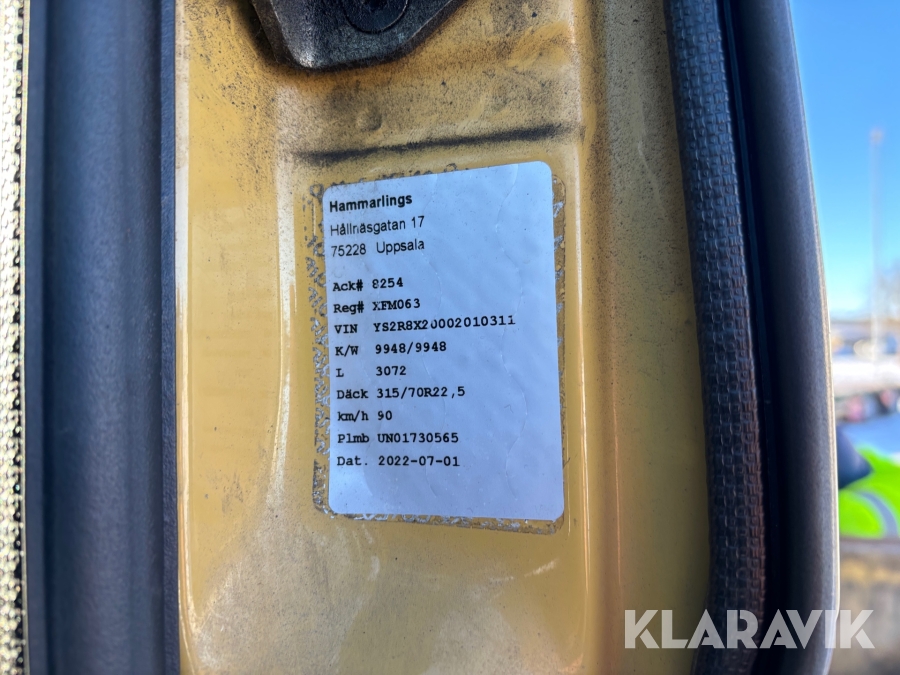 Hammarlings
Hållnäsgatan 17
75228 Uppsala
Ack# 8254
Reg# XFM063
VIN YS2R8X20002010311
K/W 9948/9948
L 3072
Däck 315/70R22,5
km/h 90
Plmb UN01730565
Dat. 2022-07-01
KLARAVIK